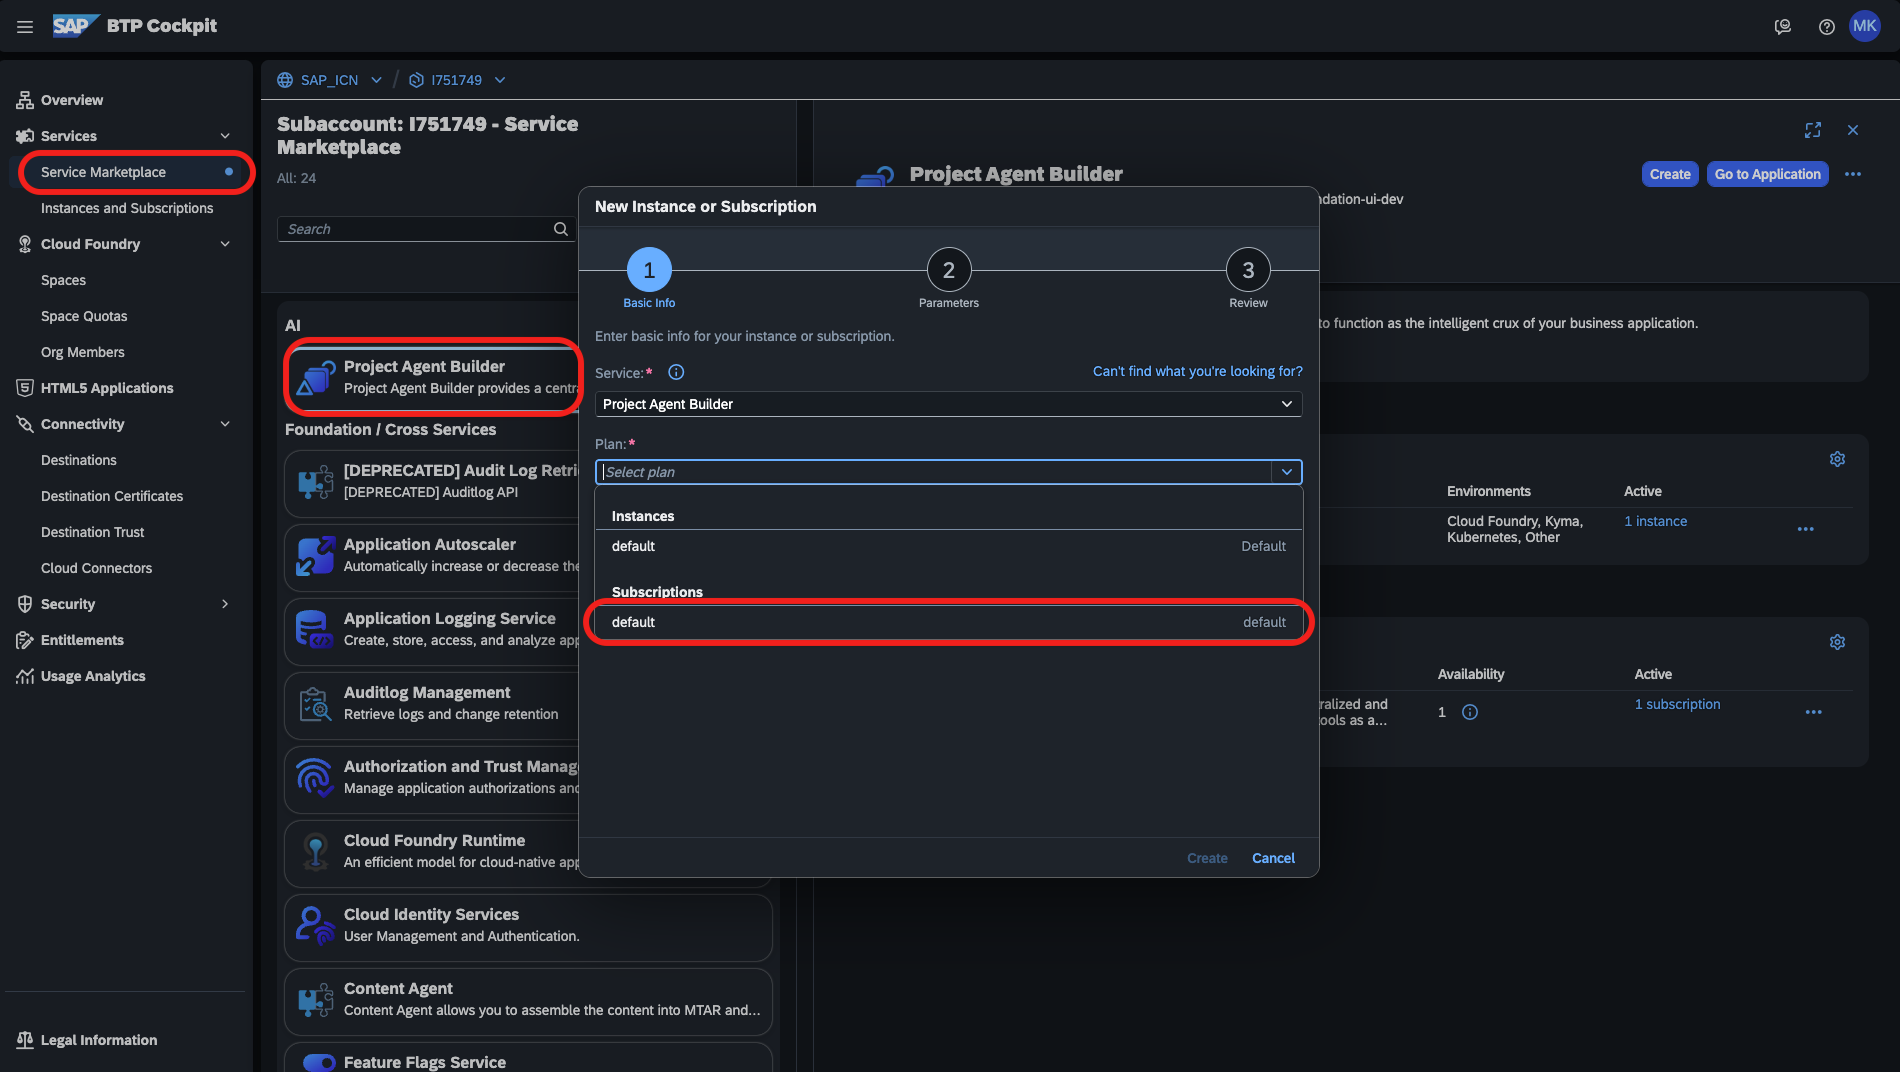 SAP BTP Cockpit
MK
Overview
Services
Service Marketplace
Instances and Subscriptions
Cloud Foundry
Spaces
Space Quotas
Org Members
HTML5 Applications
Connectivity
Destinations
Destination Certificates
Destination Trust
Cloud Connectors
Security
Entitlements
Usage Analytics
Legal Information
SAP_ICN / I751749
Subaccount: I751749 - Service
Marketplace
All: 24
Search
AI
Project Agent Builder
Project Agent Builder provides a centr
Foundation / Cross Services
[DEPRECATED] Audit Log Retri
[DEPRECATED] Auditlog API
Application Autoscaler
Automatically increase or decrease the
Application Logging Service
Create, store, access, and analyze app
Auditlog Management
Retrieve logs and change retention
Authorization and Trust Manag
Manage application authorizations and
Cloud Foundry Runtime
An efficient model for cloud-native app
Cloud Identity Services
User Management and Authentication.
Content Agent
Content Agent allows you to assemble the content into MTAR and...
Feature Flags Service
New Instance or Subscription
1
2
3
Basic Info
Parameters
Review
Enter basic info for your instance or subscription.
Service:*
Can't find what you're looking for?
Project Agent Builder
Plan:*
Select plan
Instances
default Default
Subscriptions
default default
Create Cancel
Project Agent Builder
Create Go to Application
dation-ui-dev
to function as the intelligent crux of your business application.
Environments Active
Cloud Foundry, Kyma,
Kubernetes, Other
1 instance
Availability Active
ralized and
ools as a...
1
1 subscription